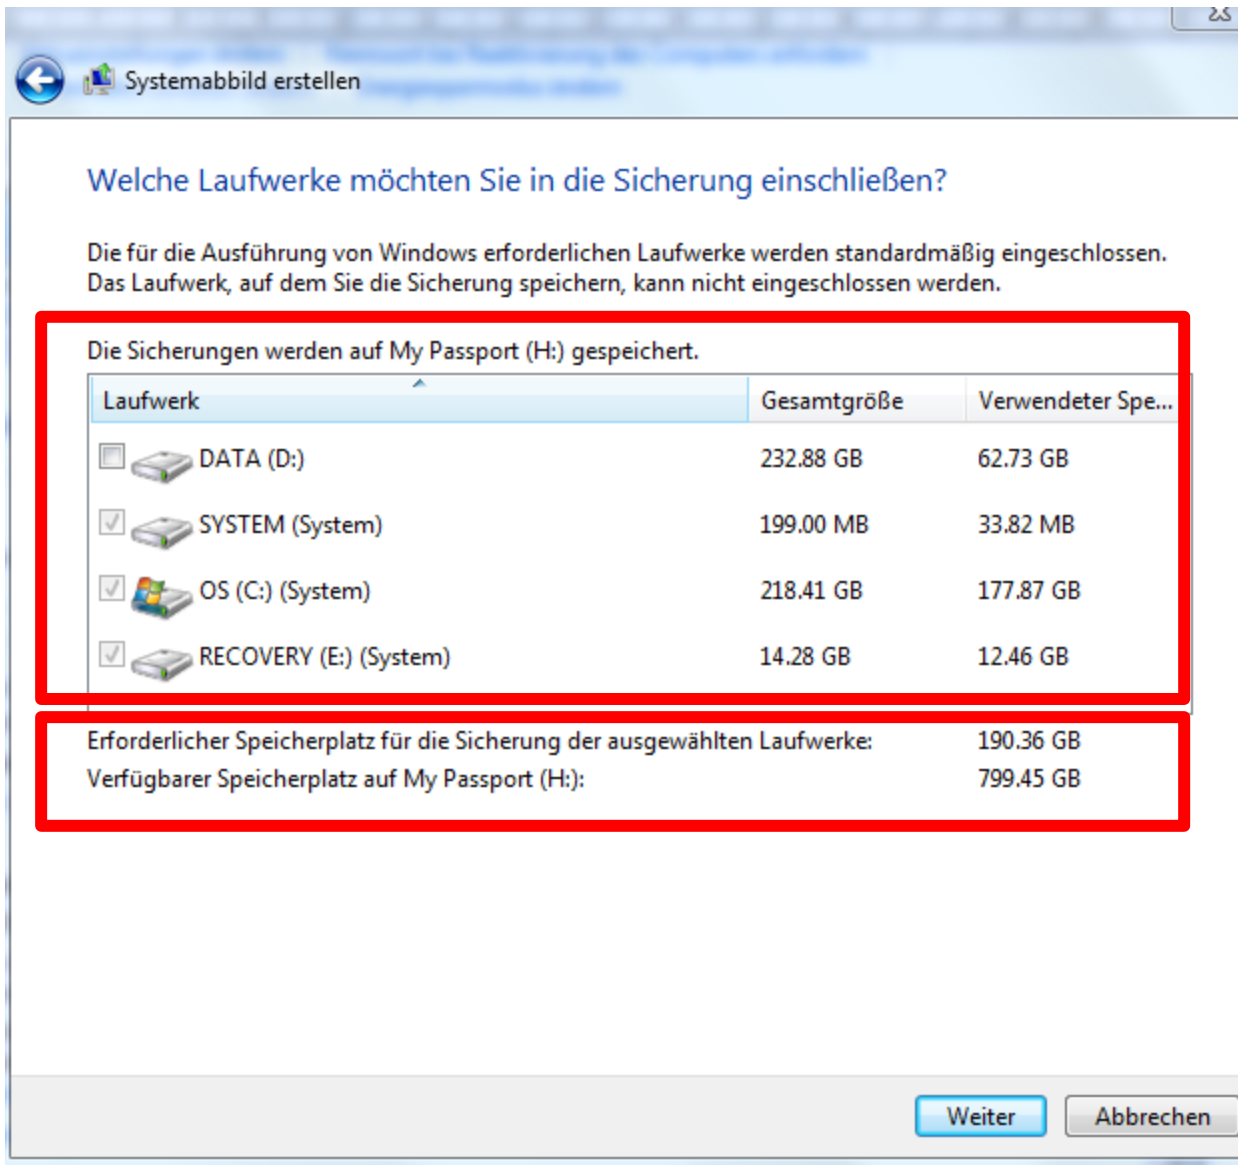 Systemabbild erstellen
Welche Laufwerke möchten Sie in die Sicherung einschließen?
Die für die Ausführung von Windows erforderlichen Laufwerke werden standardmäßig eingeschlossen.
Das Laufwerk, auf dem Sie die Sicherung speichern, kann nicht eingeschlossen werden.
Die Sicherungen werden auf My Passport (H:) gespeichert.
Laufwerk Gesamtgröße Verwendeter Spe...
DATA (D:) 232.88 GB 62.73 GB
SYSTEM (System) 199.00 MB 33.82 MB
OS (C:) (System) 218.41 GB 177.87 GB
RECOVERY (E:) (System) 14.28 GB 12.46 GB
Erforderlicher Speicherplatz für die Sicherung der ausgewählten Laufwerke: 190.36 GB
Verfügbarer Speicherplatz auf My Passport (H:): 799.45 GB
Weiter Abbrechen